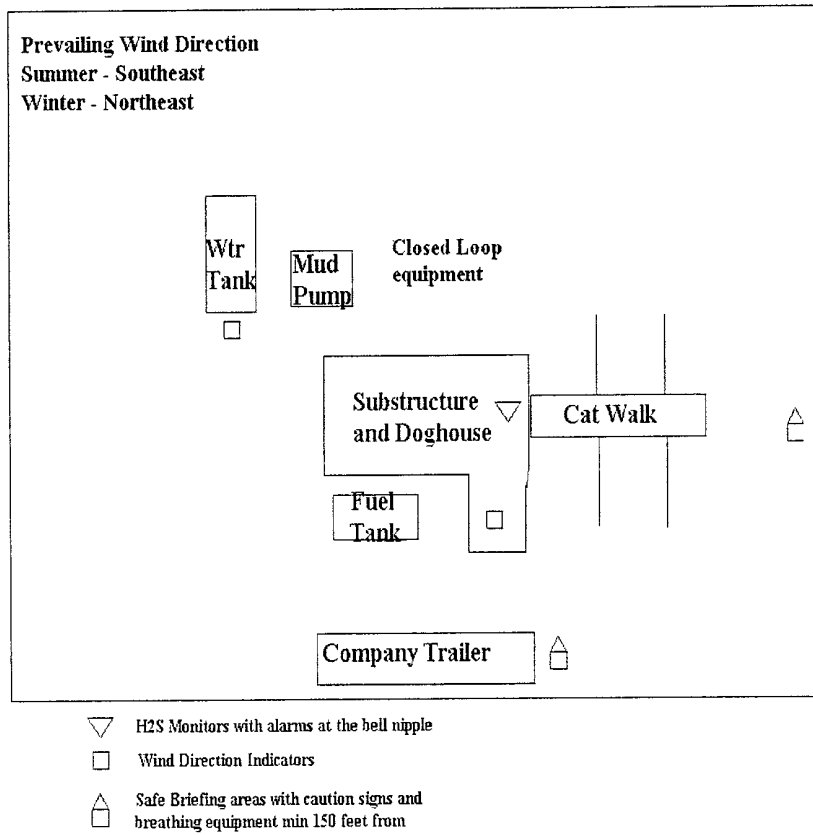 Prevailing Wind Direction
Summer - Southeast
Winter - Northeast
Wtr
Tank
Mud
Pump
Closed Loop
equipment
Substructure
and Doghouse
Cat Walk
Fuel
Tank
Company Trailer
H2S Monitors with alarms at the bell nipple
Wind Direction Indicators
Safe Briefing areas with caution signs and
breathing equipment min 150 feet from